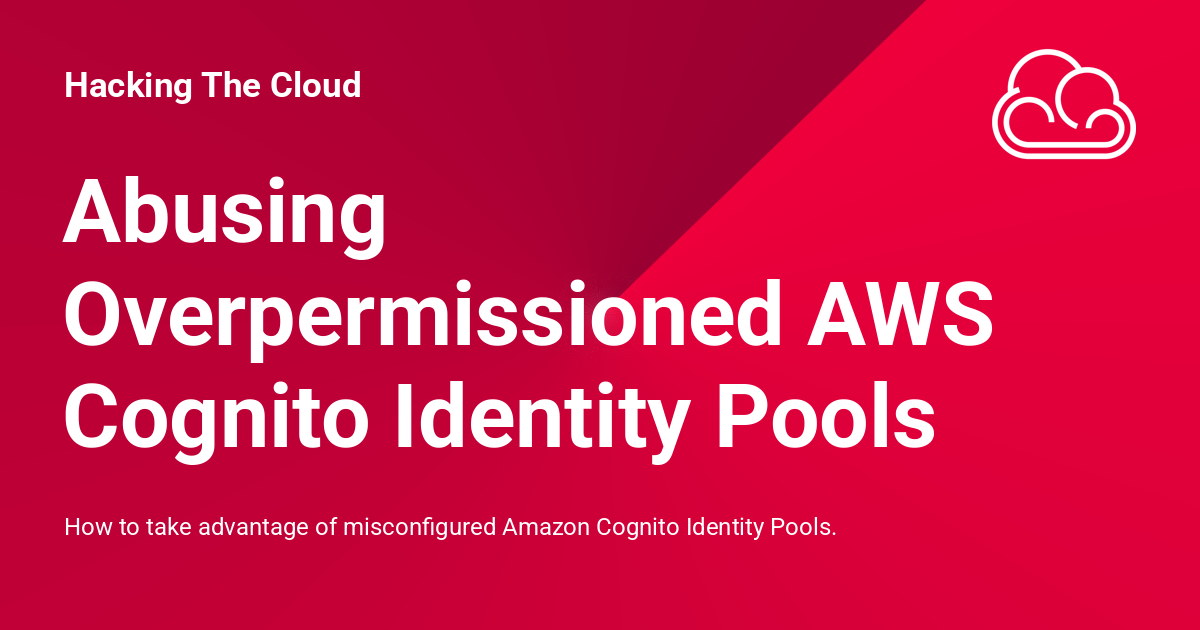 Hacking The Cloud
Abusing
Overpermissioned AWS
Cognito Identity Pools
How to take advantage of misconfigured Amazon Cognito Identity Pools.